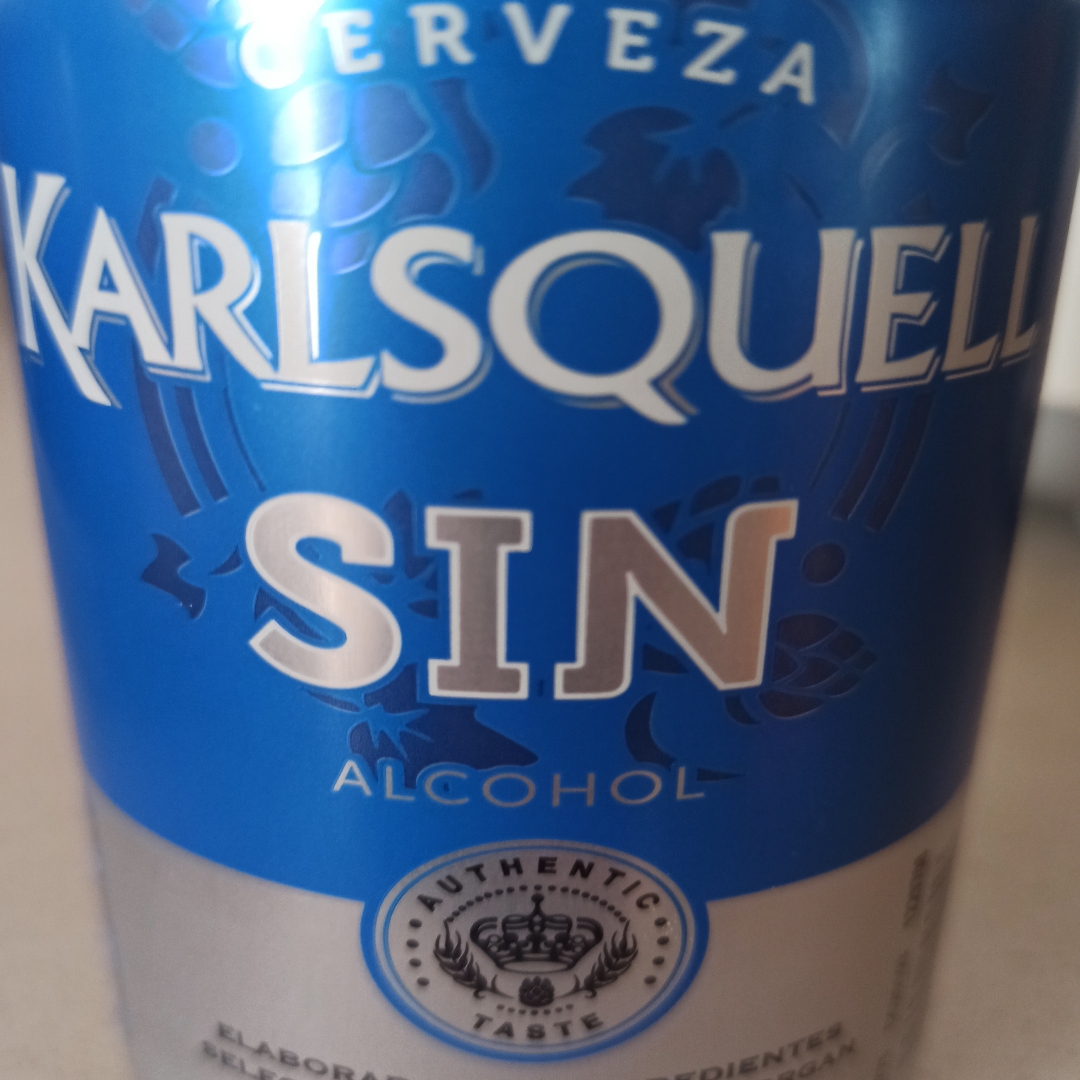 CERVEZA
KARLSQUELL
SIN
ALCOHOL
AUTHENTIC
TASTE